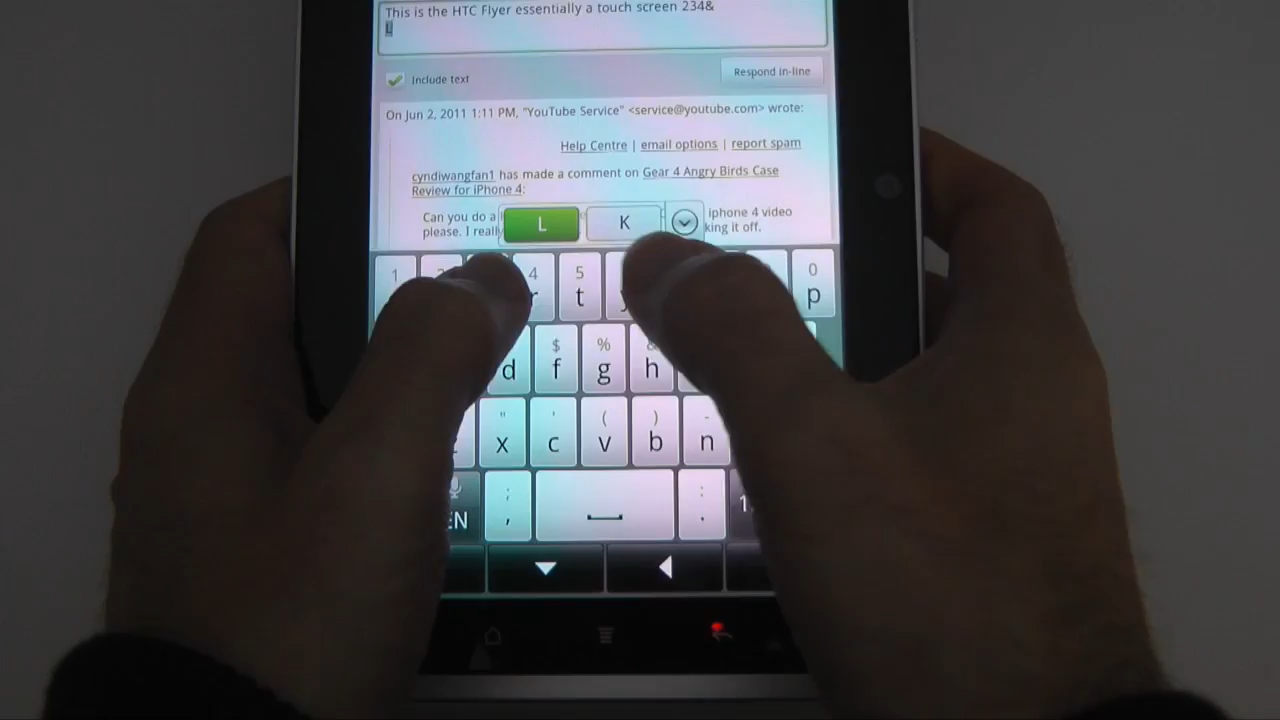 This is the HTC Flyer essentially a touch screen 234&
L
Include text
Respond in-line
On Jun 2, 2011 1:11 PM, "YouTube Service" <service@youtube.com> wrote:
Help Centre | email options | report spam
cyndiwangfan1 has made a comment on Gear 4 Angry Birds Case
Review for iPhone 4:
Can you do a iphone 4 video
please. I really king it off.
L K
1 4 5 0
r t p
$ %
d f g h
" ' ( ) -
x c v b n
; :
EN , .